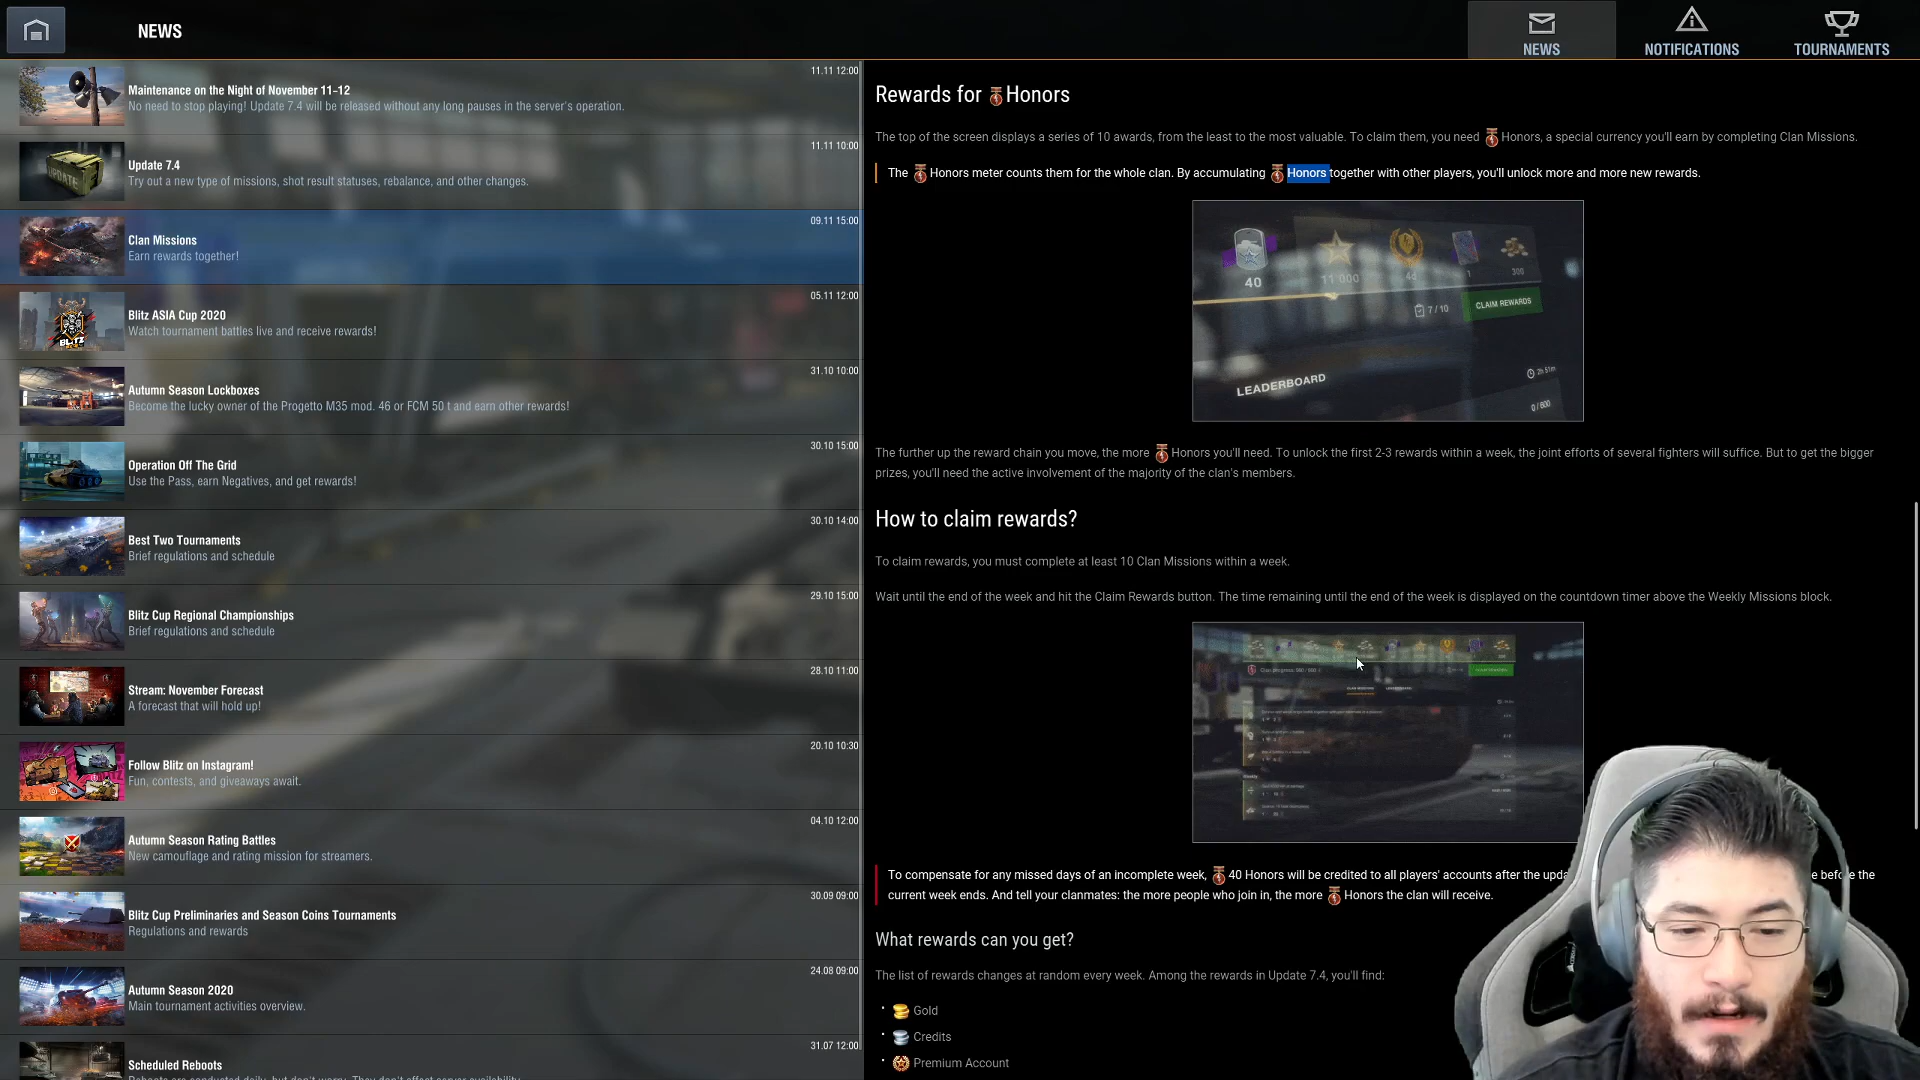 NEWS
NEWS
NOTIFICATIONS
TOURNAMENTS
11.11 12:00
Maintenance on the Night of November 11-12
No need to stop playing! Update 7.4 will be released without any long pauses in the server's operation.
11.11 10:00
UPDATE
Update 7.4
Try out a new type of missions, shot result statuses, rebalance, and other changes.
09.11 15:00
Clan Missions
Earn rewards together!
05.11 12:00
Blitz ASIA Cup 2020
Watch tournament battles live and receive rewards!
BLITZ
31.10 10:00
Autumn Season Lockboxes
Become the lucky owner of the Progetto M35 mod. 46 or FCM 50 t and earn other rewards!
30.10 15:00
Operation Off The Grid
Use the Pass, earn Negatives, and get rewards!
30.10 14:00
Best Two Tournaments
Brief regulations and schedule
29.10 15:00
Blitz Cup Regional Championships
Brief regulations and schedule
28.10 11:00
Stream: November Forecast
A forecast that will hold up!
20.10 10:30
Follow Blitz on Instagram!
Fun, contests, and giveaways await.
04.10 12:00
Autumn Season Rating Battles
New camouflage and rating mission for streamers.
30.09 09:00
Blitz Cup Preliminaries and Season Coins Tournaments
Regulations and rewards
24.08 09:00
Autumn Season 2020
Main tournament activities overview.
31.07 12:00
Scheduled Reboots
Rewards for Honors
The top of the screen displays a series of 10 awards, from the least to the most valuable. To claim them, you need Honors, a special currency you'll earn by completing Clan Missions.
The Honors meter counts them for the whole clan. By accumulating Honors together with other players, you'll unlock more and more new rewards.
40
11 000
1
300
7/10
CLAIM REWARDS
LEADERBOARD
2h 51m
0/600
The further up the reward chain you move, the more Honors you'll need. To unlock the first 2-3 rewards within a week, the joint efforts of several fighters will suffice. But to get the bigger
prizes, you'll need the active involvement of the majority of the clan's members.
How to claim rewards?
To claim rewards, you must complete at least 10 Clan Missions within a week.
Wait until the end of the week and hit the Claim Rewards button. The time remaining until the end of the week is displayed on the countdown timer above the Weekly Missions block.
To compensate for any missed days of an incomplete week, 40 Honors will be credited to all players' accounts after the before the
current week ends. And tell your clanmates: the more people who join in, the more Honors the clan will receive.
What rewards can you get?
The list of rewards changes at random every week. Among the rewards in Update 7.4, you'll find:
· Gold
· Credits
· Premium Account